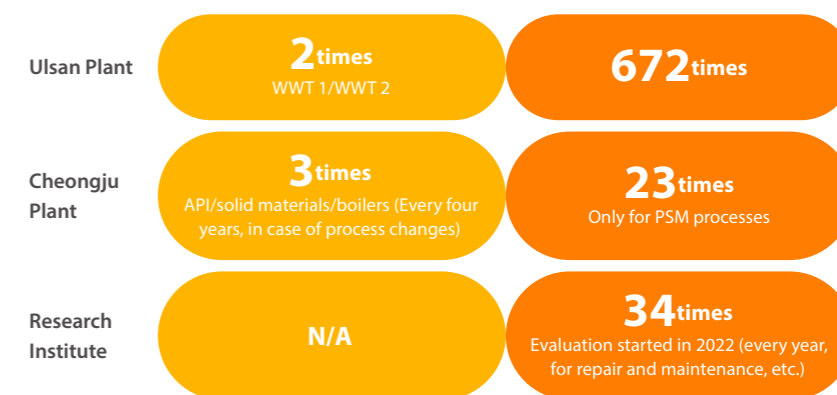 Ulsan Plant
2times
WWT 1/WWT 2
672times
Cheongju
Plant
3times
API/solid materials/boilers (Every four
years, in case of process changes)
23times
Only for PSM processes
Research
Institute
N/A
34times
Evaluation started in 2022 (every year,
for repair and maintenance, etc.)